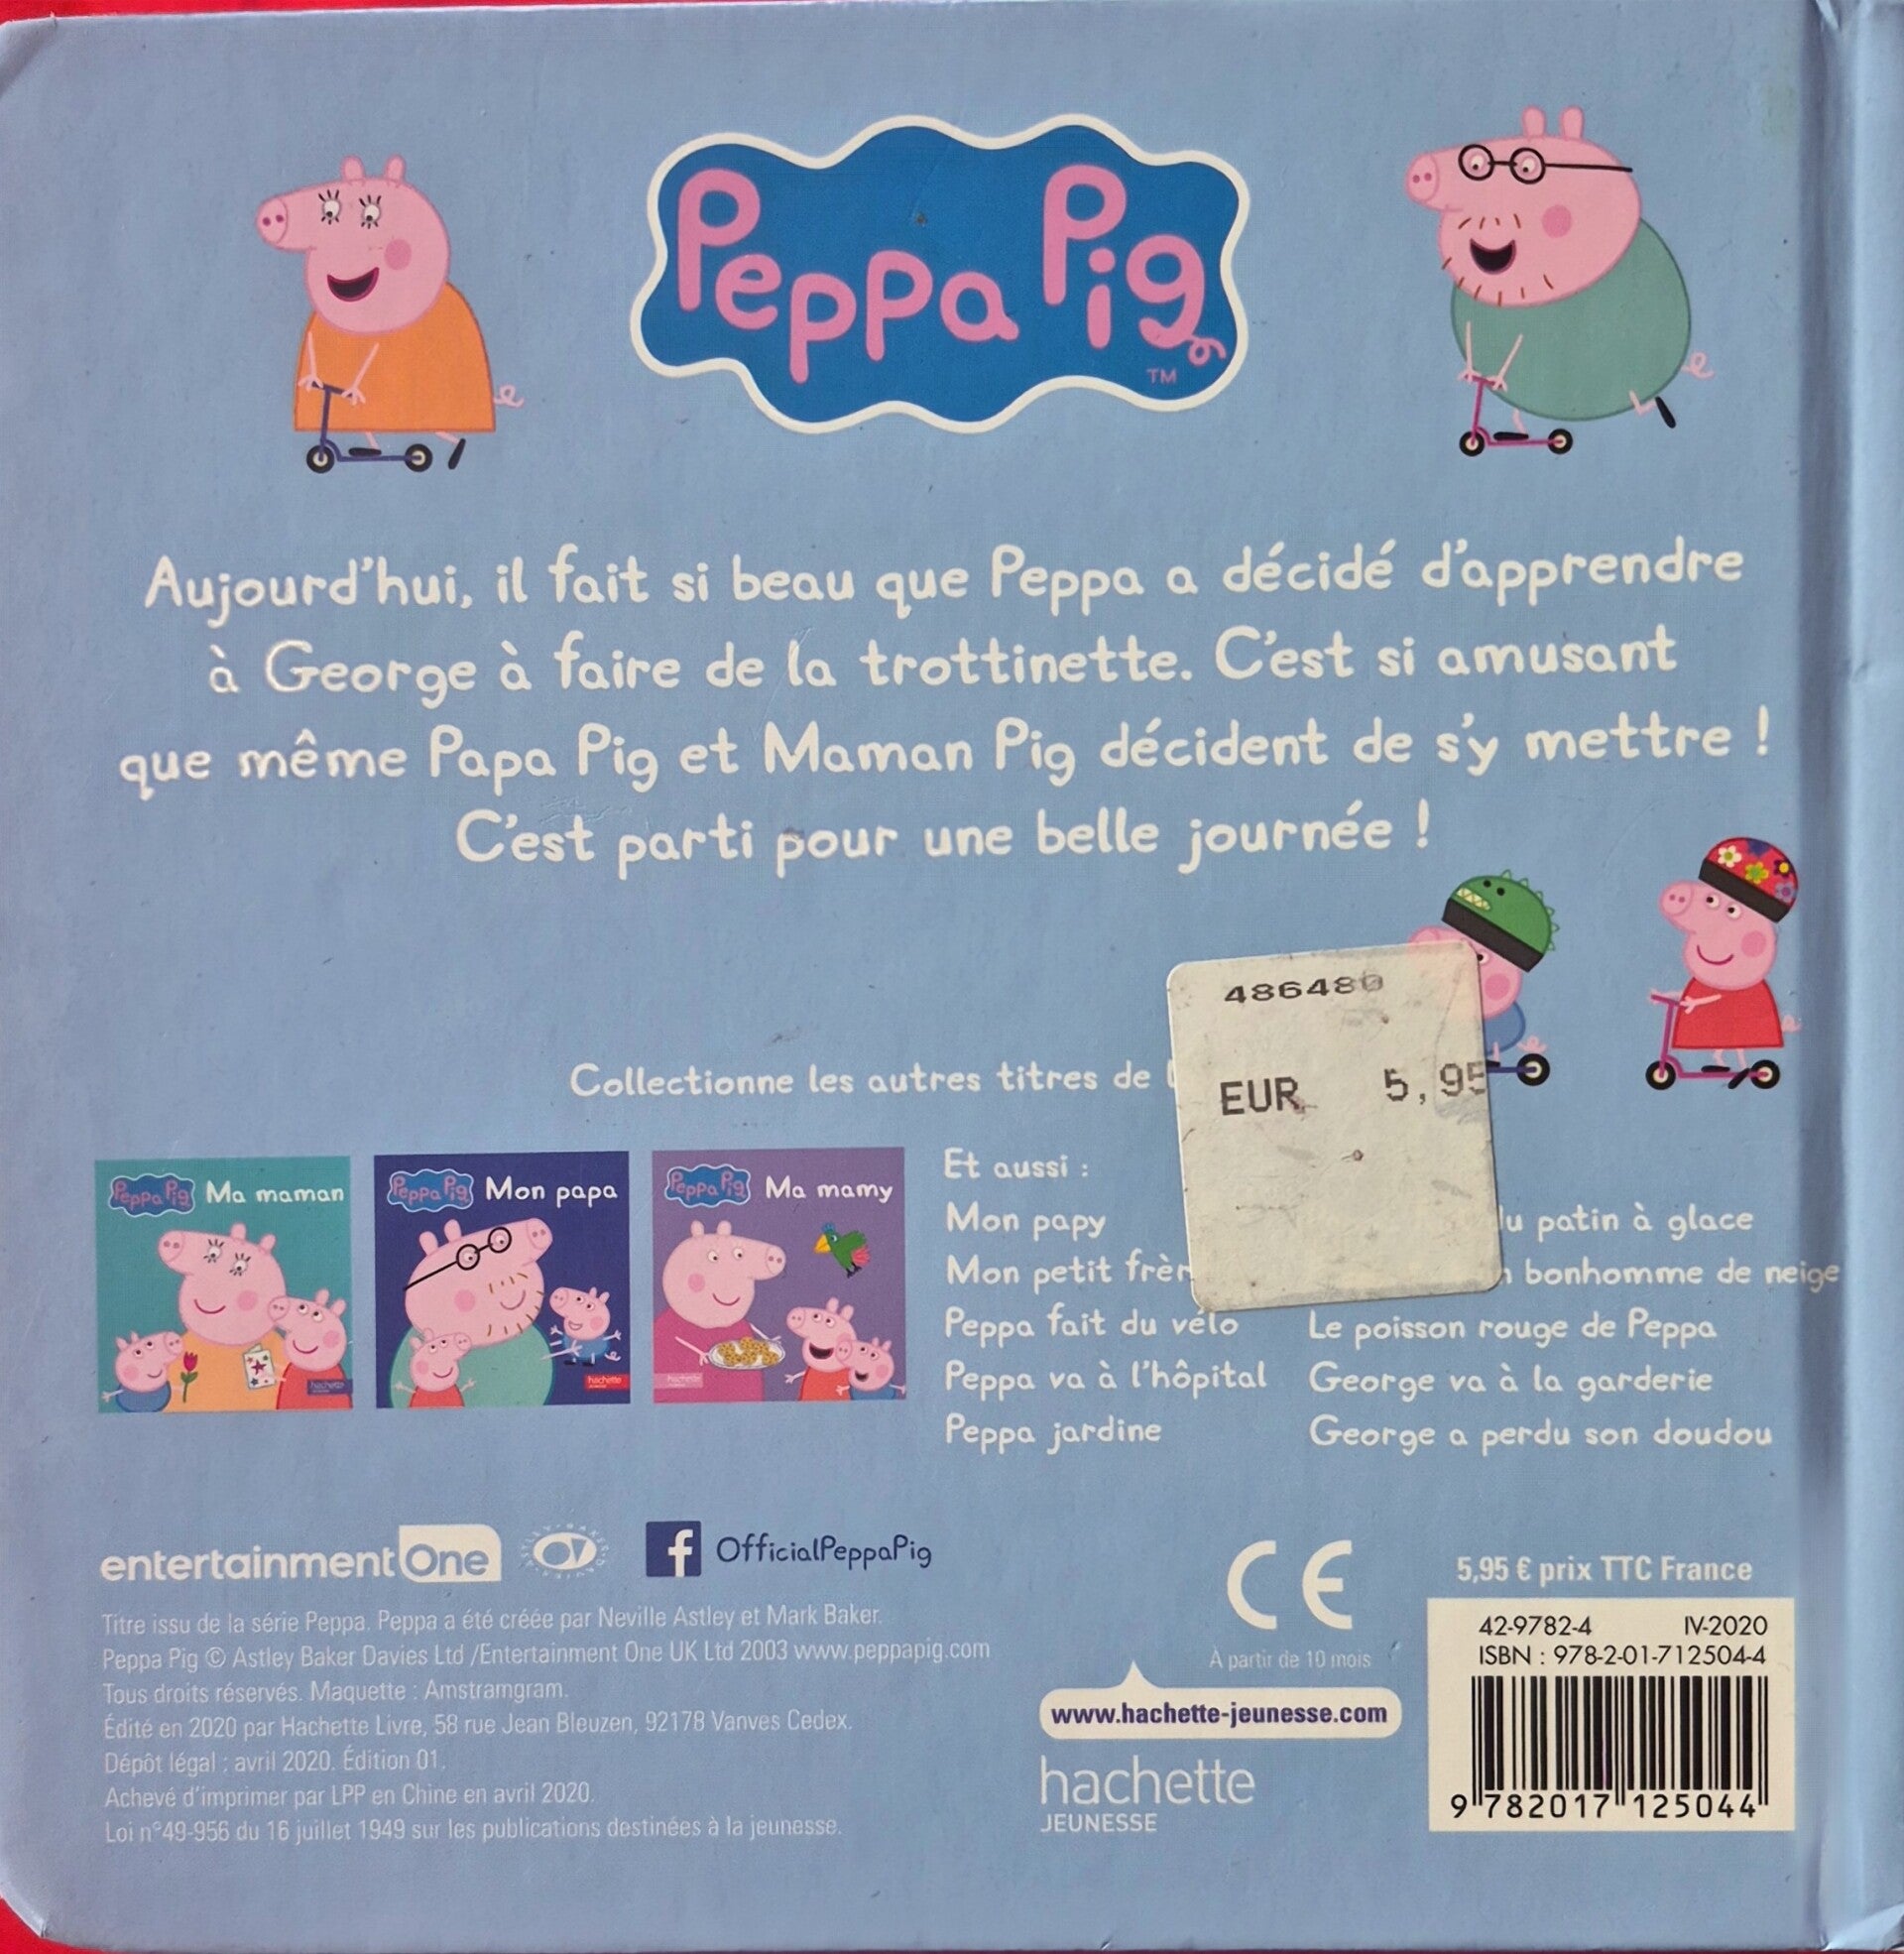 Peppa Pig
TM
Aujourd'hui, il fait si beau que Peppa a décidé d'apprendre
à George à faire de la trottinette. C'est si amusant
que même Papa Pig et Maman Pig décident de s'y mettre !
C'est parti pour une belle journée !
486480
EUR 5,95
Collectionne les autres titres de
Peppa Pig Ma maman
hachette
Peppa Pig Mon papa
hachette
Peppa Pig Ma mamy
hachette
Et aussi :
Mon papy
Mon petit
Peppa fait du vélo
Peppa va à l'hôpital
Peppa jardine
patin à glace
bonhomme de neige
Le poisson rouge de Peppa
George va à la garderie
George a perdu son doudou
entertainment One
OfficialPeppaPig
Titre issu de la série Peppa. Peppa a été créée par Neville Astley et Mark Baker.
Peppa Pig © Astley Baker Davies Ltd /Entertainment One UK Ltd 2003 www.peppapig.com
Tous droits réservés. Maquette : Amstramgram.
Édité en 2020 par Hachette Livre, 58 rue Jean Bleuzen, 92178 Vanves Cedex.
Dépôt légal : avril 2020. Édition 01.
Achevé d'imprimer par LPP en Chine en avril 2020.
Loi n°49-956 du 16 juillet 1949 sur les publications destinées à la jeunesse.
CE
À partir de 10 mois
www.hachette-jeunesse.com
hachette
JEUNESSE
5,95 € prix TTC France
42-9782-4 IV-2020
ISBN : 978-2-01-712504-4
9 782017 125044